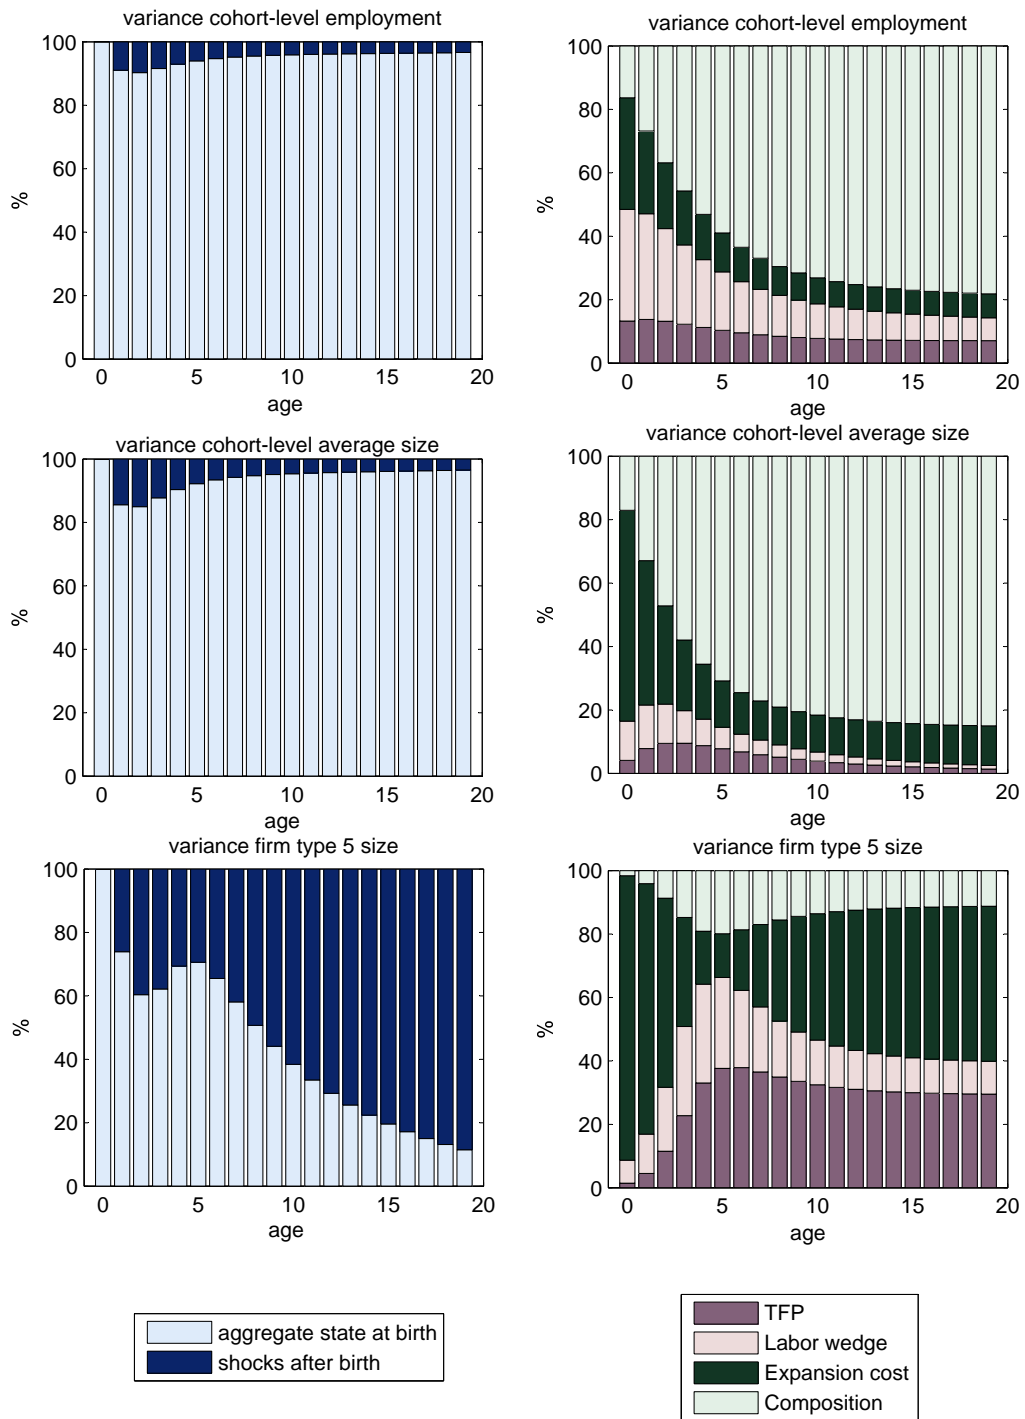 variance cohort-level employment
100
80
60
40
20
0
%
0 5 10 15 20
age
variance cohort-level employment
100
80
60
40
20
0
%
0 5 10 15 20
age
variance cohort-level average size
100
80
60
40
20
0
%
0 5 10 15 20
age
variance cohort-level average size
100
80
60
40
20
0
%
0 5 10 15 20
age
variance firm type 5 size
100
80
60
40
20
0
%
0 5 10 15 20
age
variance firm type 5 size
100
80
60
40
20
0
%
0 5 10 15 20
age
aggregate state at birth
shocks after birth
TFP
Labor wedge
Expansion cost
Composition